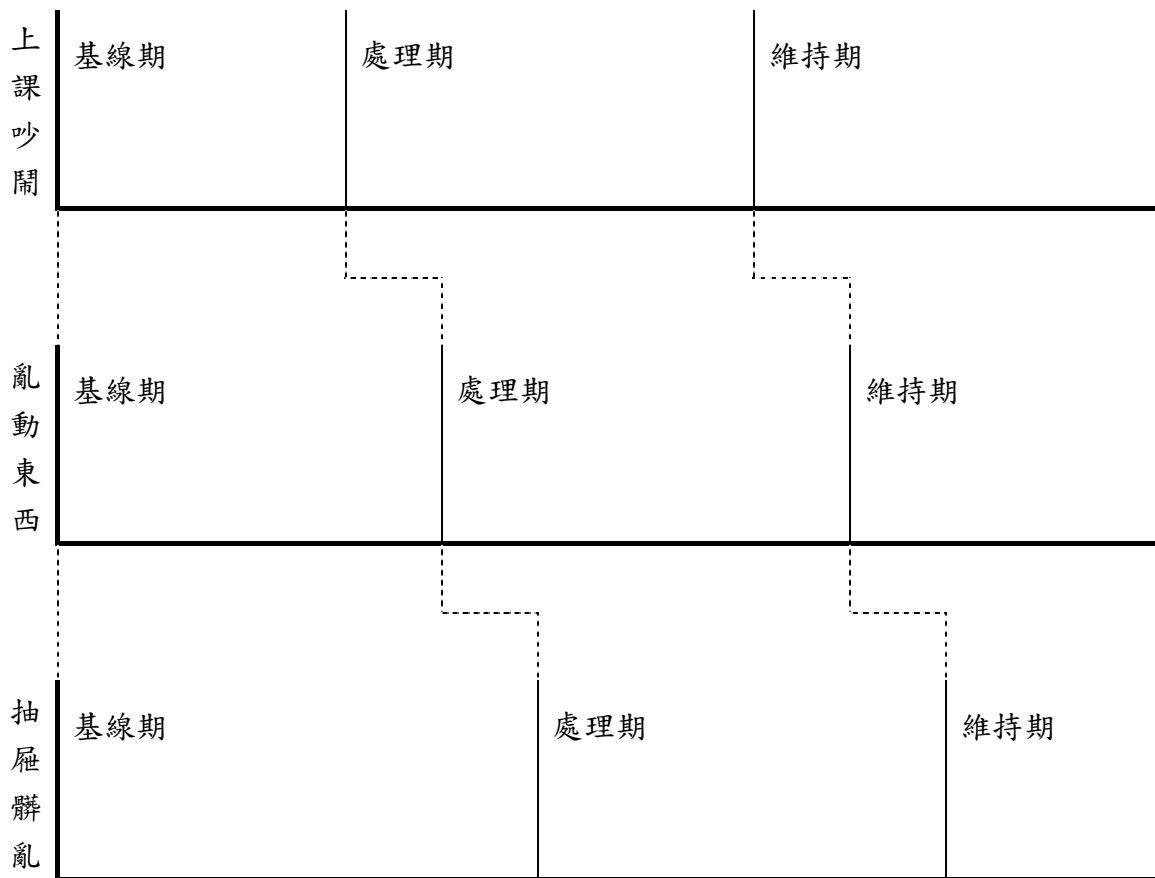 上課吵鬧
基線期 處理期 維持期
亂動東西
基線期 處理期 維持期
抽屜髒亂
基線期 處理期 維持期